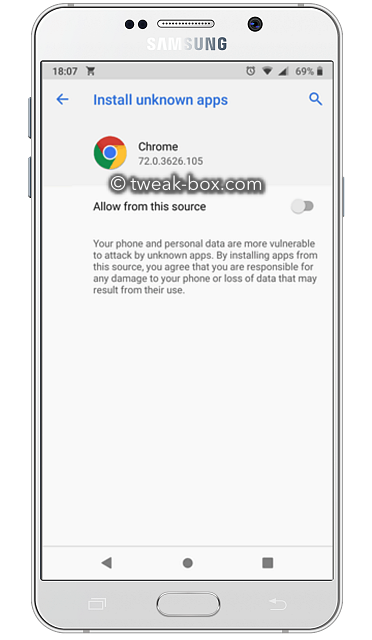 SAMSUNG
18:07 69%
Install unknown apps
Chrome
72.0.3626.105
© tweak-box.com
Allow from this source
Your phone and personal data are more vulnerable
to attack by unknown apps. By installing apps from
this source, you agree that you are responsible for
any damage to your phone or loss of data that may
result from their use.